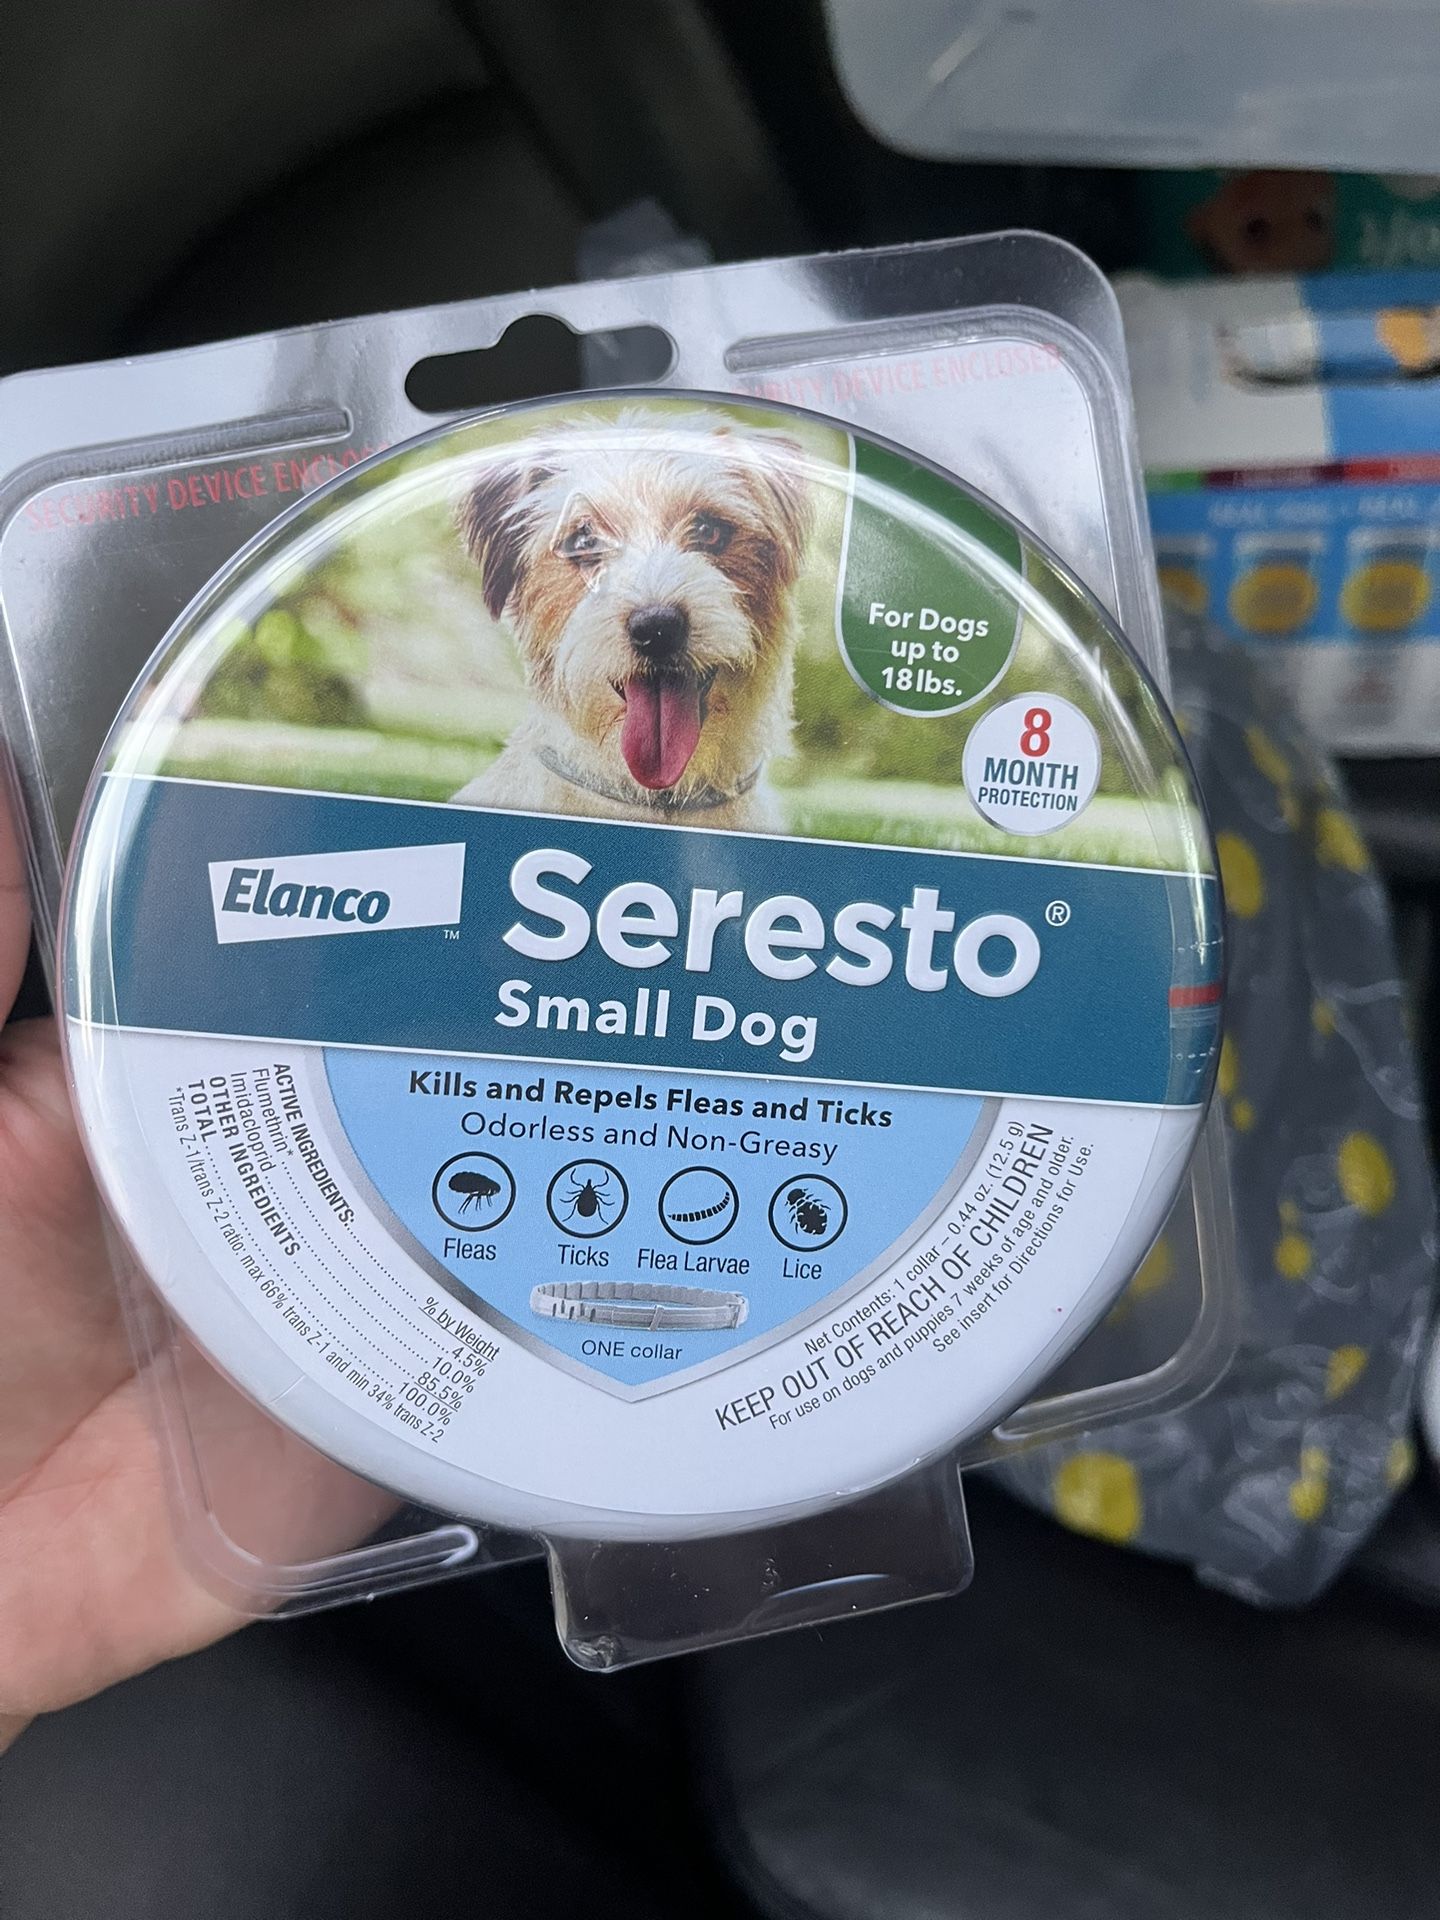 SECURITY DEVICE ENCLOSED
DEVICE ENCLOSED
For Dogs
up to
18 lbs.
8
MONTH
PROTECTION
Elanco™
Seresto®
Small Dog
Kills and Repels Fleas and Ticks
Odorless and Non-Greasy
Fleas
Ticks
Flea Larvae
Lice
ONE collar
ACTIVE INGREDIENTS: % by Weight
Flumethrin* 4.5%
Imidacloprid 10.0%
OTHER INGREDIENTS 85.5%
TOTAL 100.0%
*Trans Z-1/trans Z-2 ratio: max 66% trans Z-1 and min 34% trans Z-2
Net Contents: 1 collar – 0.44 oz. (12.5 g)
KEEP OUT OF REACH OF CHILDREN
For use on dogs and puppies 7 weeks of age and older.
See insert for Directions for Use.